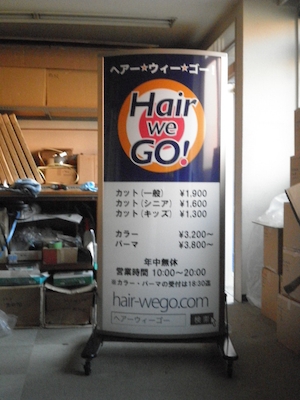 ヘアー☆ウィー☆ゴー!
Hair
we
GO!
カット(一般) ¥1,900
カット(シニア) ¥1,600
カット(キッズ) ¥1,300
カラー ¥3,200~
パーマ ¥3,800~
年中無休
営業時間 10:00~20:00
※カラー・パーマの受付は18:30迄
hair-wego.com
ヘアーウィーゴー 検索